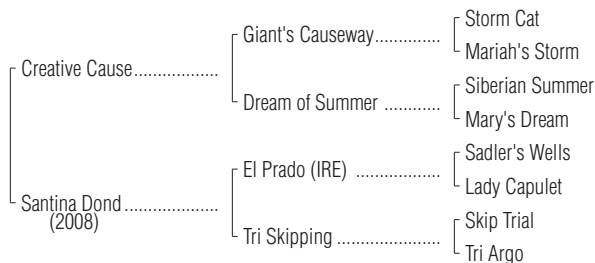 Storm Cat
Giant's Causeway..............
Mariah's Storm
Creative Cause..................
Siberian Summer
Dream of Summer ............
Mary's Dream
Sadler's Wells
El Prado (IRE) ..................
Lady Capulet
Santina Dond....................
(2008)
Skip Trial
Tri Skipping ......................
Tri Argo